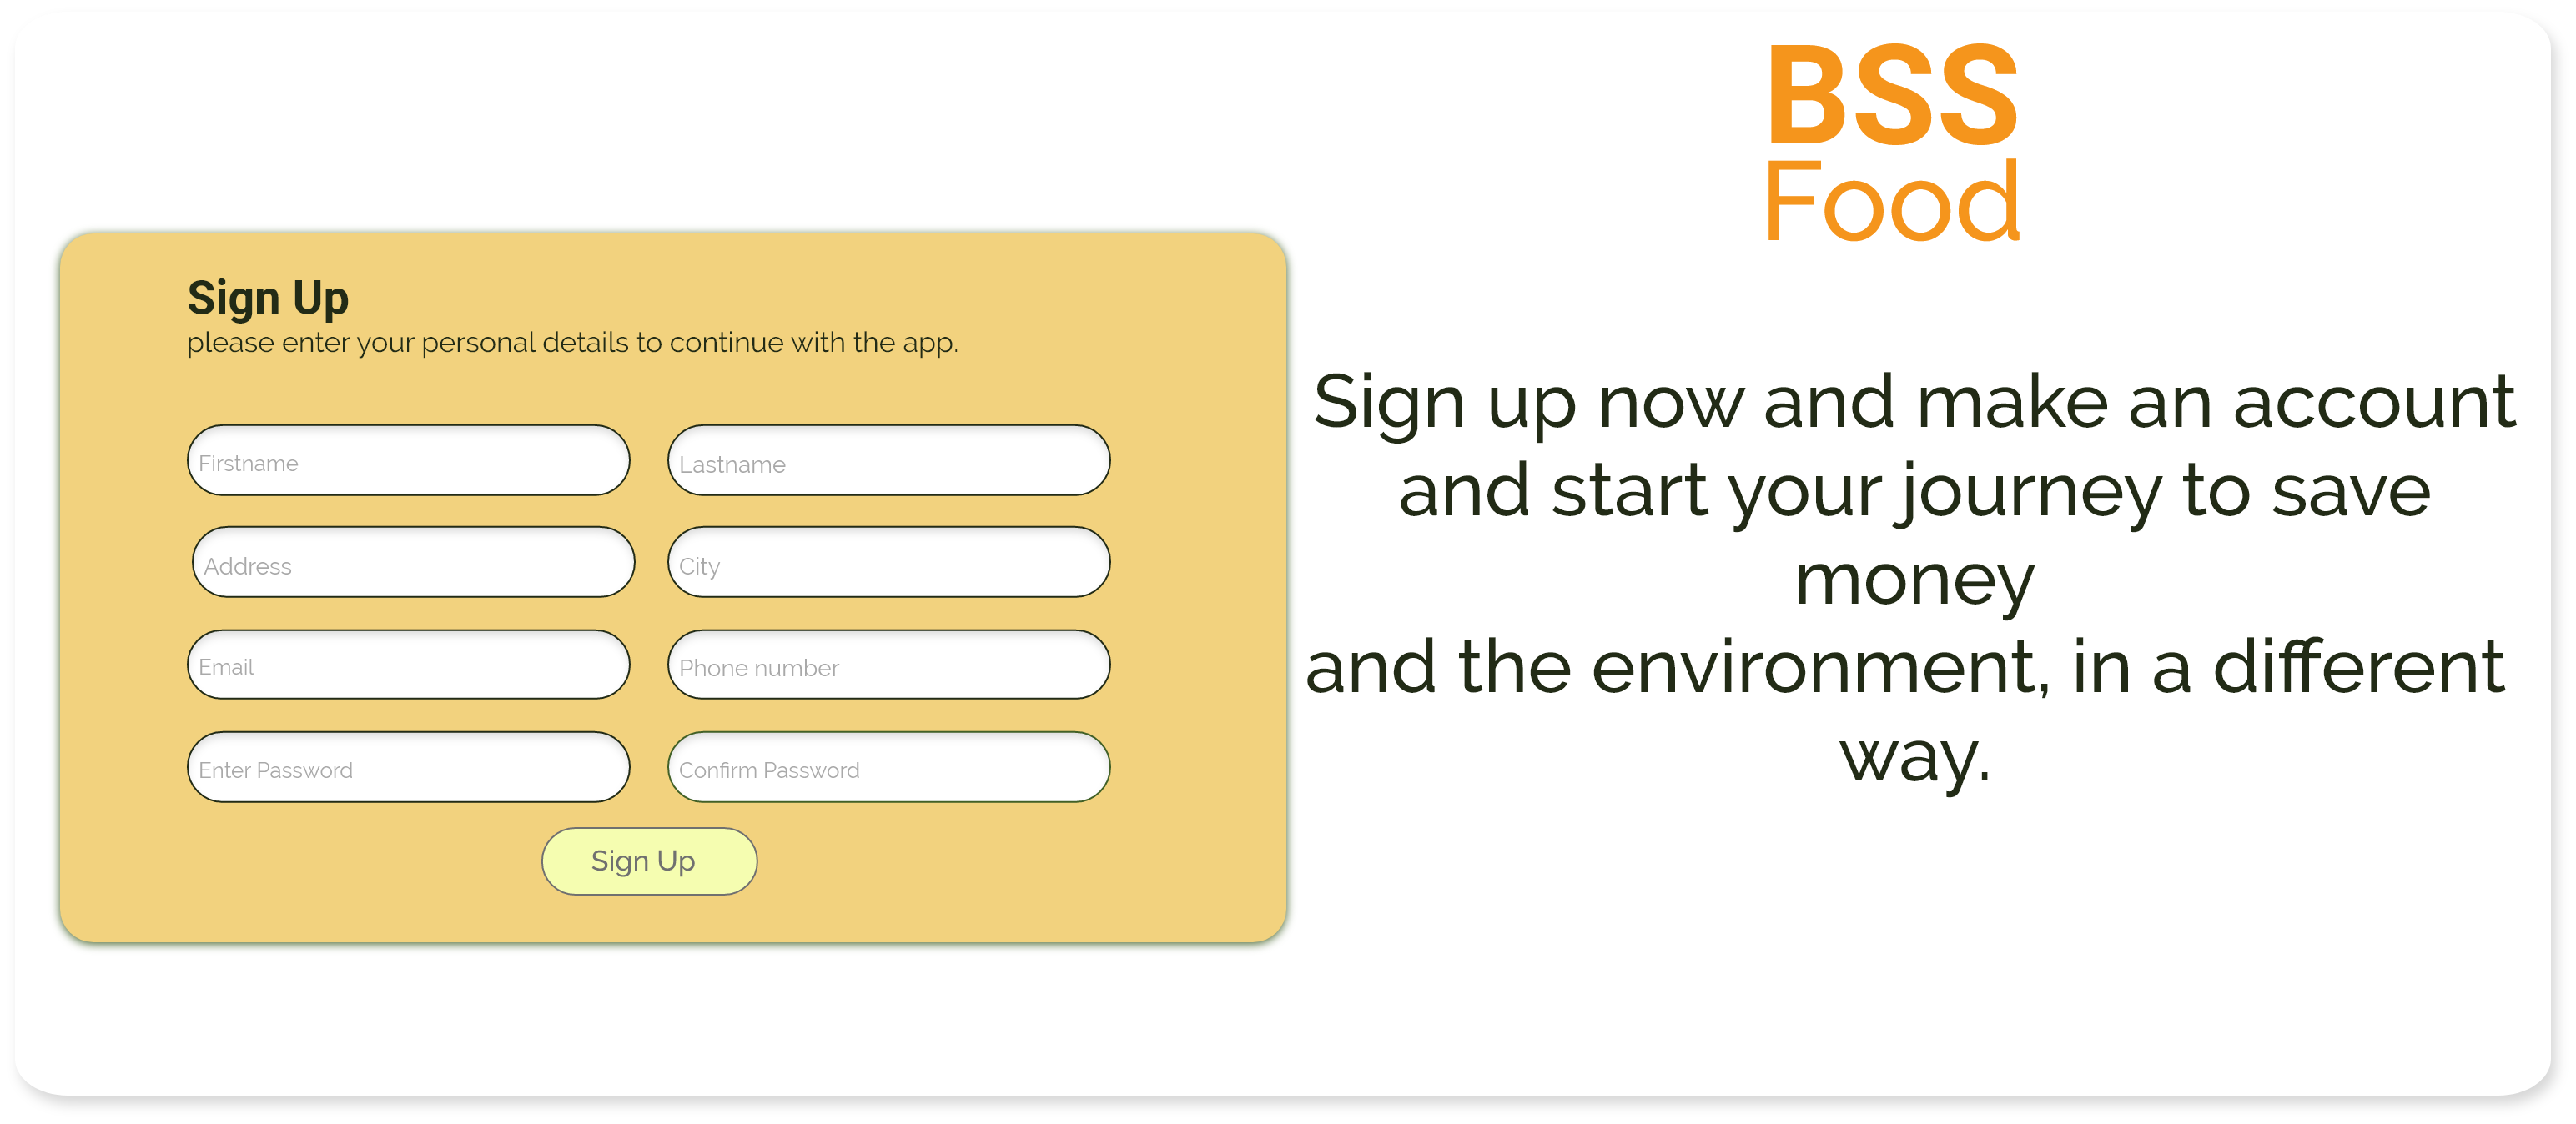 BSS
Food
Sign Up
please enter your personal details to continue with the app.
Firstname
Lastname
Address
City
Email
Phone number
Enter Password
Confirm Password
Sign Up
Sign up now and make an account
and start your journey to save
money
and the environment, in a different
way.